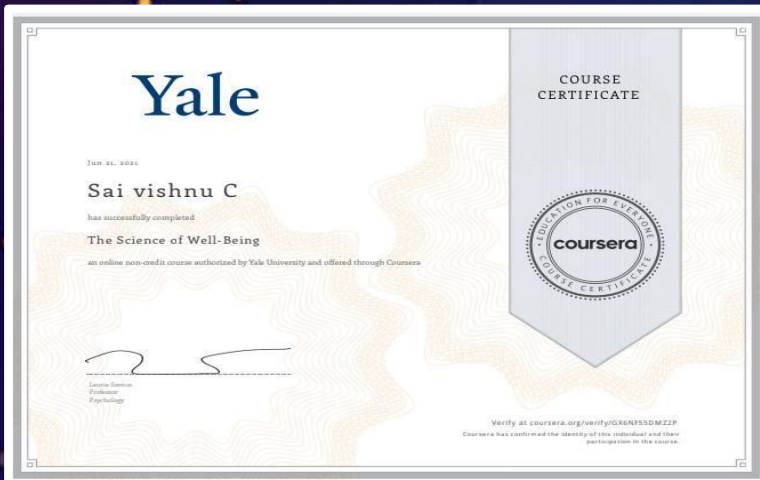 Yale
COURSE
CERTIFICATE
Jun 21, 2021
Sai vishnu C
has successfully completed
The Science of Well-Being
an online non-credit course authorized by Yale University and offered through Coursera
EDUCATION FOR EVERYONE
coursera
COURSE CERTIFICATE
Laurie Santos
Professor
Psychology
Verify at coursera.org/verify/GX6NFS5DMZ2P
Coursera has confirmed the identity of this individual and their
participation in the course.